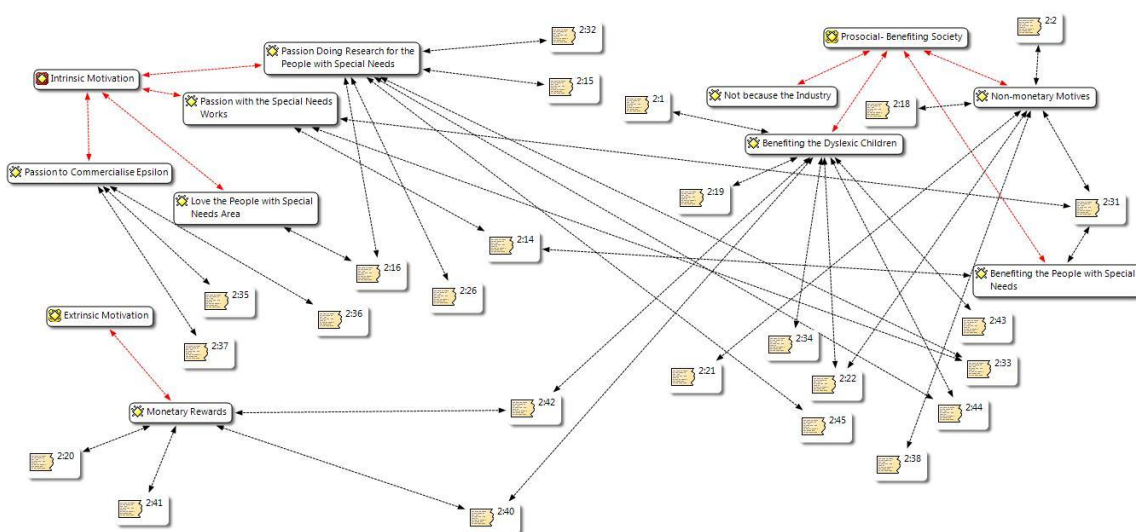 2:2
2:32
Prosocial- Benefiting Society
Passion Doing Research for the
People with Special Needs
Intrinsic Motivation
2:15
Not because the Industry
Non-monetary Motives
2:1
2:18
Passion with the Special Needs
Works
Benefiting the Dyslexic Children
Passion to Commercialise Epsilon
2:19
Love the People with Special
Needs Area
2:31
2:14
2:16
2:26
Benefiting the People with Special
Needs
2:35
2:36
Extrinsic Motivation
2:43
2:37
2:34
2:33
2:21
2:22
2:42
2:44
Monetary Rewards
2:45
2:20
2:38
2:41
2:40